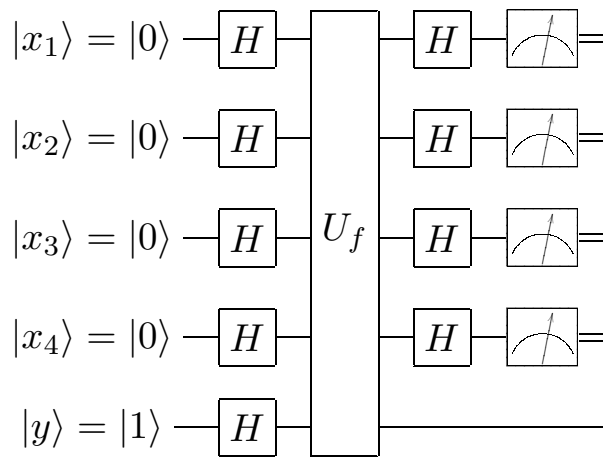 |x₁⟩ = |0⟩ H H
|x₂⟩ = |0⟩ H H
U_f
|x₃⟩ = |0⟩ H H
|x₄⟩ = |0⟩ H H
|y⟩ = |1⟩ H